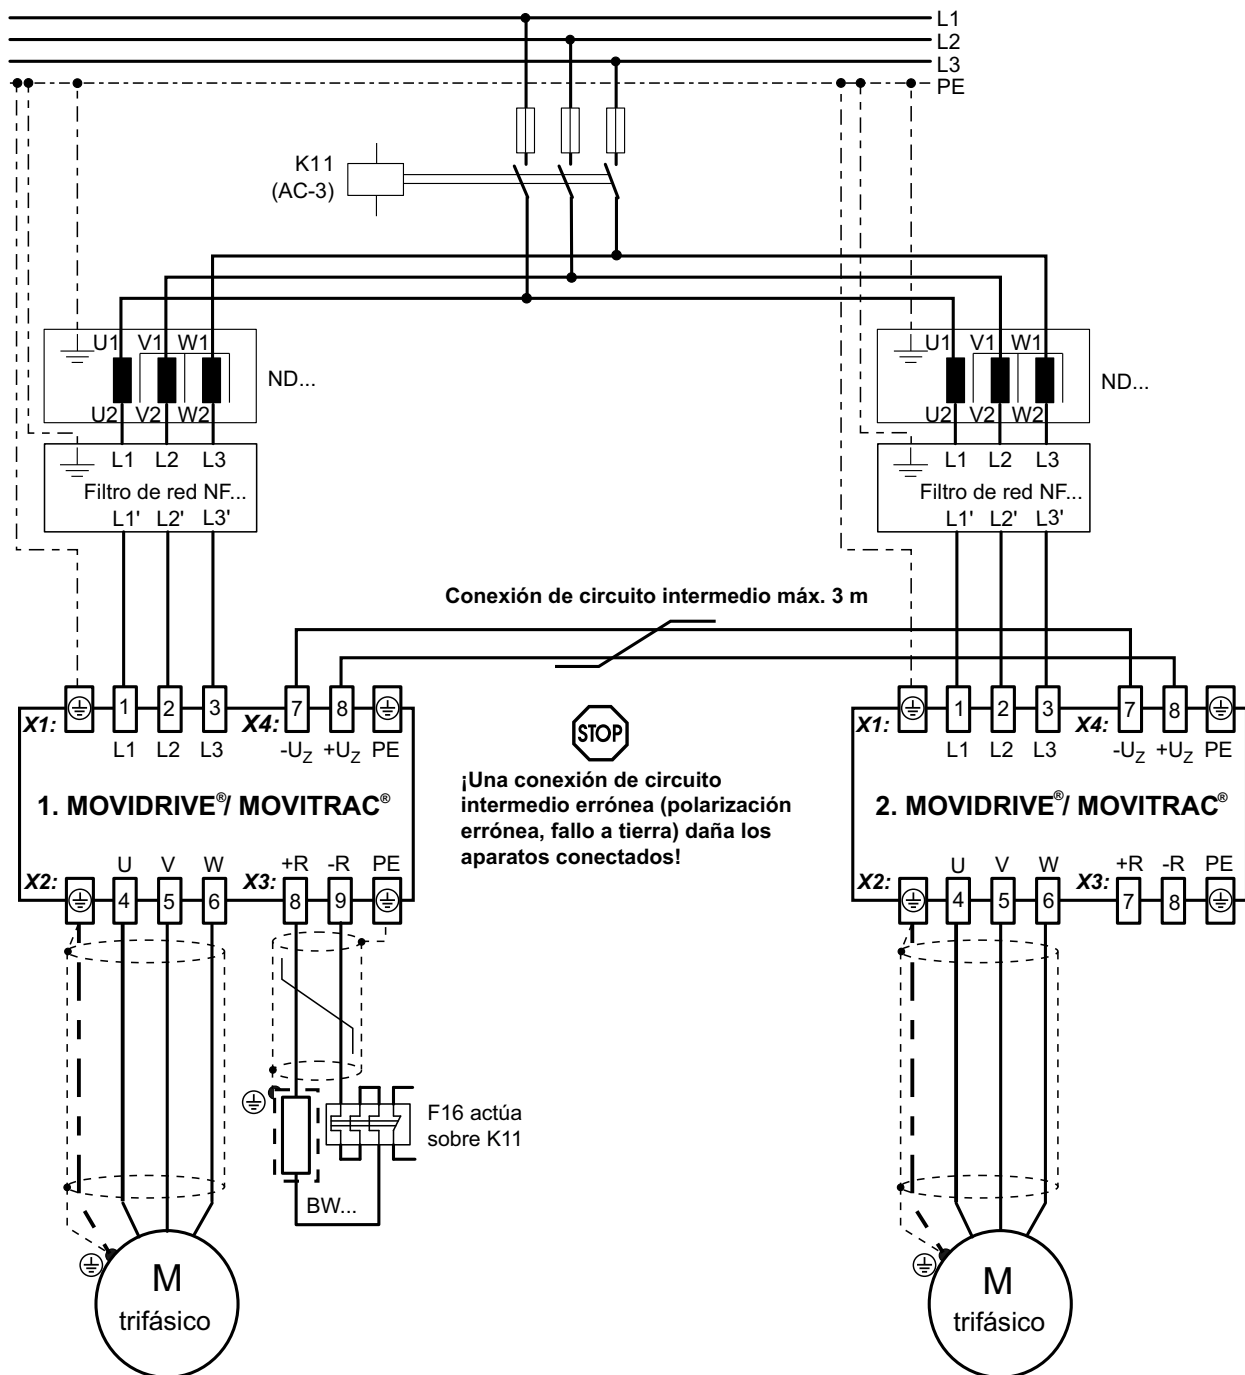 L1
L2
L3
PE
K11
(AC-3)
U1 V1 W1
ND...
U2 V2 W2
L1 L2 L3
Filtro de red NF...
L1' L2' L3'
U1 V1 W1
ND...
U2 V2 W2
L1 L2 L3
Filtro de red NF...
L1' L2' L3'
Conexión de circuito intermedio máx. 3 m
X1: 1 2 3 X4: 7 8
L1 L2 L3 -UZ +UZ PE
1. MOVIDRIVE®/ MOVITRAC®
U V W +R -R PE
X2: 4 5 6 X3: 8 9
STOP
¡Una conexión de circuito
intermedio errónea (polarización
errónea, fallo a tierra) daña los
aparatos conectados!
X1: 1 2 3 X4: 7 8
L1 L2 L3 -UZ +UZ PE
2. MOVIDRIVE®/ MOVITRAC®
U V W +R -R PE
X2: 4 5 6 X3: 7 8
F16 actúa
sobre K11
BW...
M
trifásico
M
trifásico